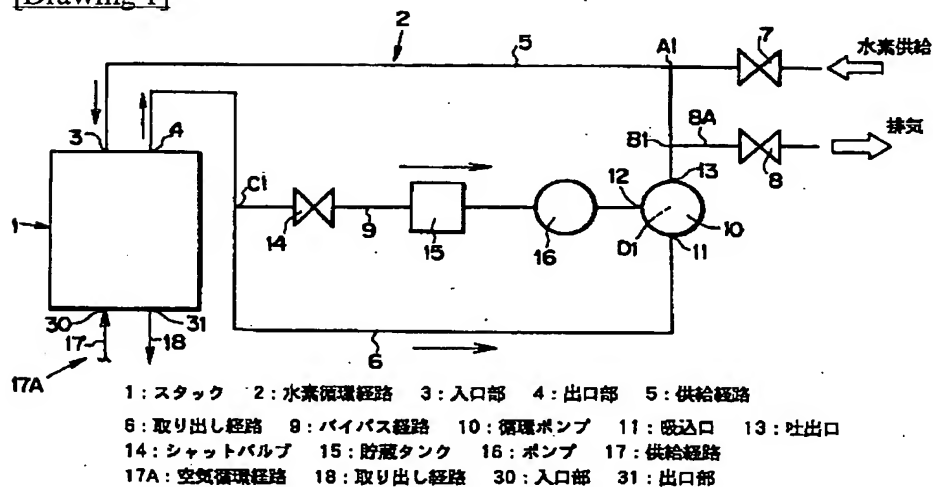 [Drawing 1]
2
5
A1
7
水素供給
3
4
8A
排気
B1
8
13
C1
12
1
14
9
15
16
D1
10
11
30
31
17
18
6
17A
1：スタック 2：水素循環経路 3：入口部 4：出口部 5：供給経路
6：取り出し経路 9：バイパス経路 10：循環ポンプ 11：吸込口 13：吐出口
14：シャットバルブ 15：貯蔵タンク 16：ポンプ 17：供給経路
17A：空気循環経路 18：取り出し経路 30：入口部 31：出口部